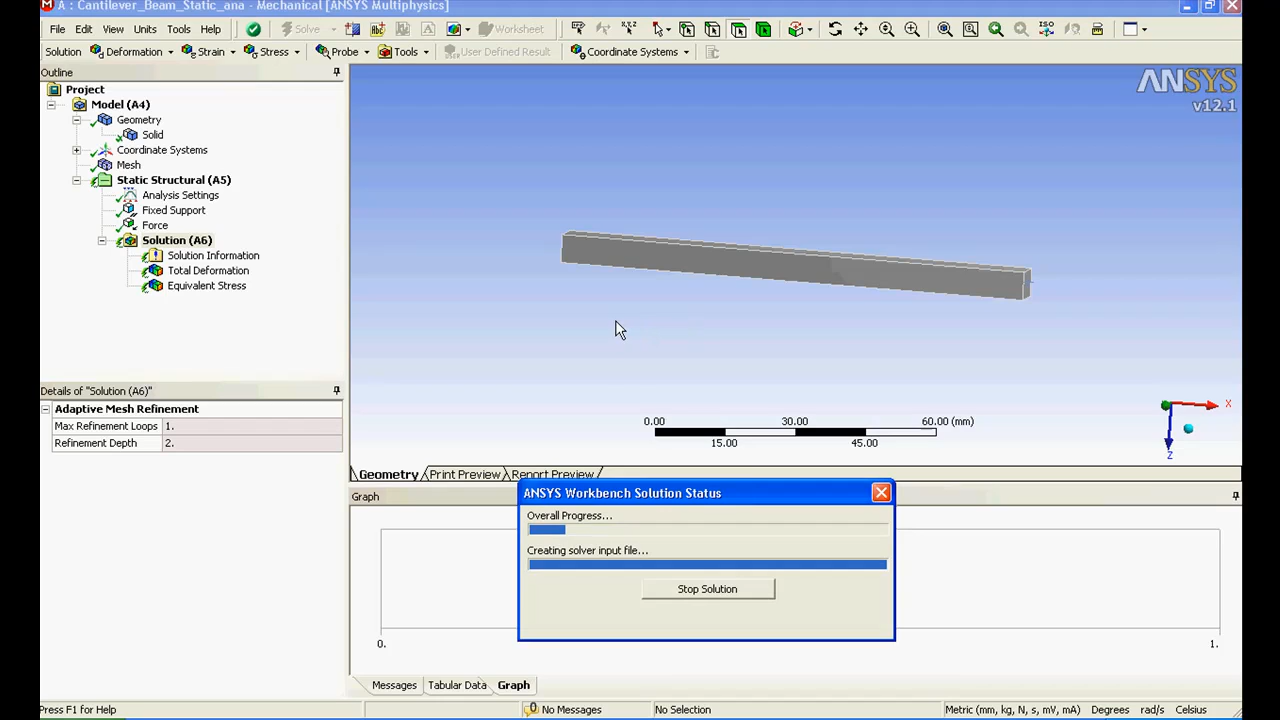 A : Cantilever_Beam_Static_ana - Mechanical [ANSYS Multiphysics]
File Edit View Units Tools Help Solve Worksheet
Solution Deformation Strain Stress Probe Tools User Defined Result Coordinate Systems
Outline
Project
Model (A4)
Geometry
Solid
Coordinate Systems
Mesh
Static Structural (A5)
Analysis Settings
Fixed Support
Force
Solution (A6)
Solution Information
Total Deformation
Equivalent Stress
Details of "Solution (A6)"
Adaptive Mesh Refinement
Max Refinement Loops 1.
Refinement Depth 2.
ANSYS
v12.1
0.00 30.00 60.00 (mm)
15.00 45.00
X
Z
Geometry Print Preview Report Preview
Graph
0. 1.
ANSYS Workbench Solution Status
Overall Progress...
Creating solver input file...
Stop Solution
Messages Tabular Data Graph
Press F1 for Help 0 No Messages No Selection Metric (mm, kg, N, s, mV, mA) Degrees rad/s Celsius